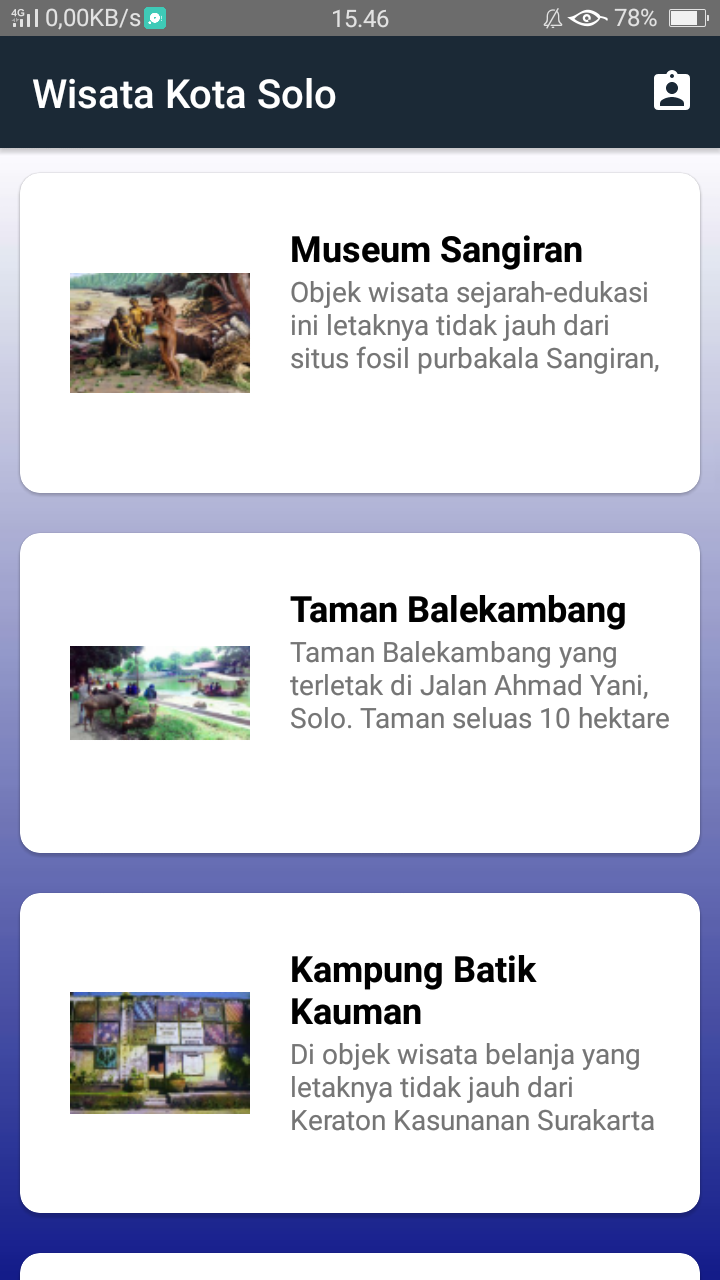 4G 0,00KB/s 15.46 78%
Wisata Kota Solo
Museum Sangiran
Objek wisata sejarah-edukasi
ini letaknya tidak jauh dari
situs fosil purbakala Sangiran,
Taman Balekambang
Taman Balekambang yang
terletak di Jalan Ahmad Yani,
Solo. Taman seluas 10 hektare
Kampung Batik
Kauman
Di objek wisata belanja yang
letaknya tidak jauh dari
Keraton Kasunanan Surakarta